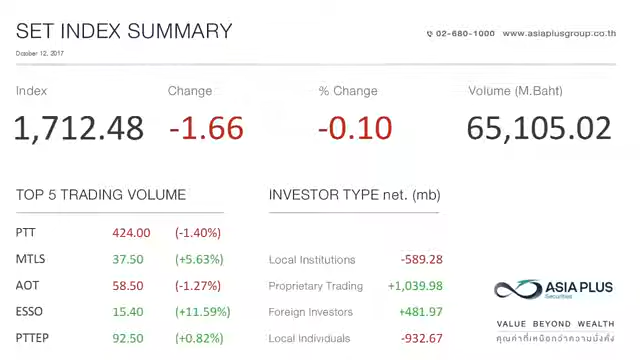 SET INDEX SUMMARY
02-680-1000 www.asiaplusgroup.co.th
October 12, 2017
Index Change % Change Volume (M.Baht)
1,712.48 -1.66 -0.10 65,105.02
TOP 5 TRADING VOLUME
PTT 424.00 (-1.40%)
MTLS 37.50 (+5.63%)
AOT 58.50 (-1.27%)
ESSO 15.40 (+11.59%)
PTTEP 92.50 (+0.82%)
INVESTOR TYPE net. (mb)
Local Institutions -589.28
Proprietary Trading +1,039.98
Foreign Investors +481.97
Local Individuals -932.67
ASIA PLUS
Securities
VALUE BEYOND WEALTH
คุณค่าที่เหนือกว่าความมั่งคั่ง